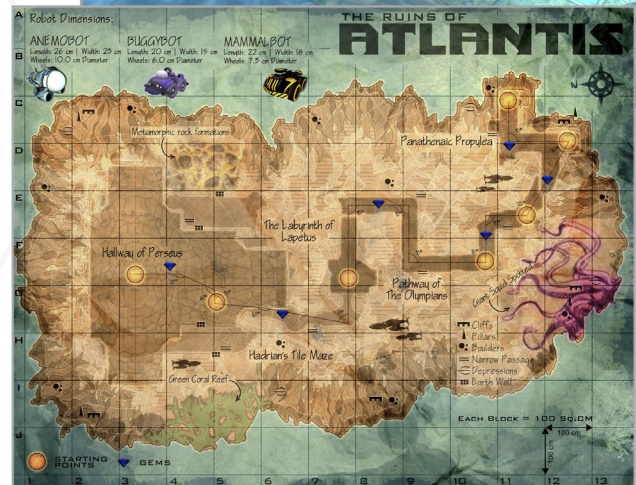 Robot Dimensions:
ANEMOBOT
Length: 26 cm | Width: 23 cm
Wheels: 10.0 cm Diameter
BUGGYBOT
Length: 20 cm | Width: 15 cm
Wheels: 6.0 cm Diameter
MAMMALBOT
Length: 22 cm | Width: 16 cm
Wheels: 7.3 cm Diameter
THE RUINS OF
ATLANTIS
A
B
C
D
E
F
G
H
I
J
N
Metamorphic rock formations
Panathenaic Propylea
The Labyrinth of
Lapetus
Hallway of Perseus
Pathway of
The Olympians
Giant Squid Spotted
Hadrian's Tile Maze
Green Coral Reef
Cliffs
Pillars
Boulders
Narrow Passage
Depressions
Earth Wall
EACH BLOCK = 100 SQ.CM
100 cm
100 cm
STARTING
POINTS
GEMS
1 2 3 4 5 6 7 8 9 10 11 12 13